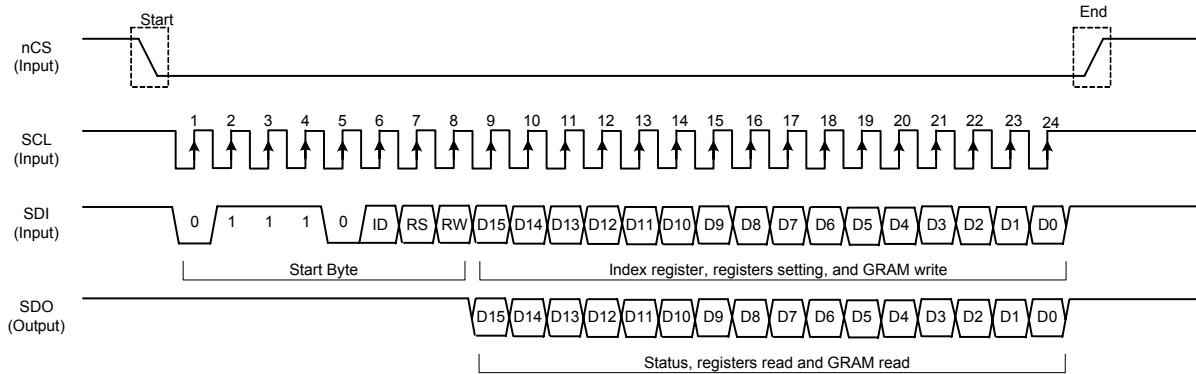 Start End
nCS
(Input)
1 2 3 4 5 6 7 8 9 10 11 12 13 14 15 16 17 18 19 20 21 22 23 24
SCL
(Input)
SDI
(Input)
0 1 1 1 0 ID RS RW D15 D14 D13 D12 D11 D10 D9 D8 D7 D6 D5 D4 D3 D2 D1 D0
Start Byte Index register, registers setting, and GRAM write
SDO
(Output)
D15 D14 D13 D12 D11 D10 D9 D8 D7 D6 D5 D4 D3 D2 D1 D0
Status, registers read and GRAM read